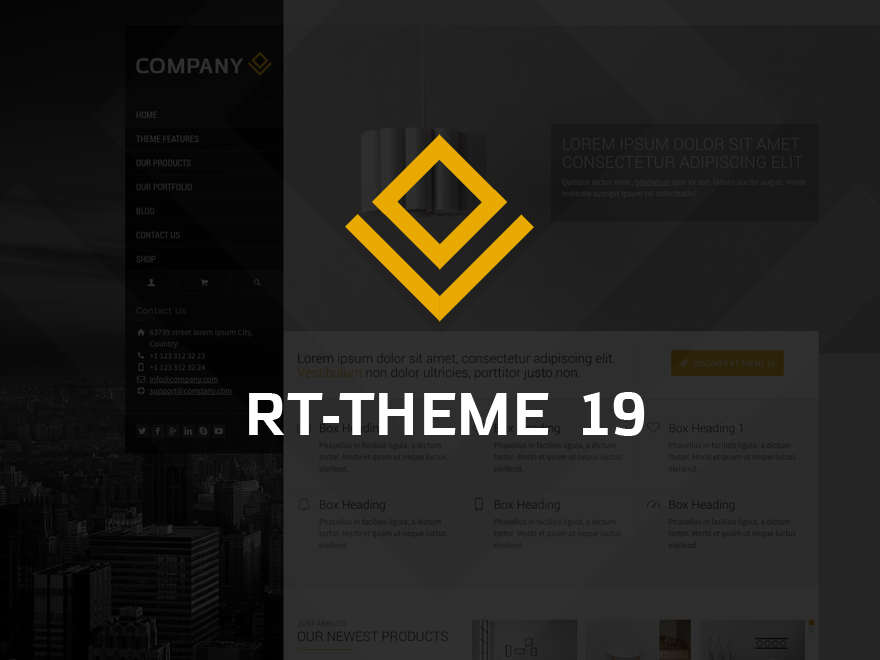 COMPANY
HOME
THEME FEATURES
OUR PRODUCTS
OUR PORTFOLIO
BLOG
CONTACT US
SHOP
Contact Us
63739 street lorem ipsum City,
Country
+1 123 312 32 23
+1 123 312 32 24
info@company.com
support@company.com
LOREM IPSUM DOLOR SIT AMET
CONSECTETUR ADIPISCING ELIT
Quisque lectus nunc, bibendum quis ex sed, iaculis auctor augue. Morbi
molestie suscipit ipsum vel sollicitudin?
Lorem ipsum dolor sit amet, consectetur adipiscing elit.
Vestibulum non dolor ultricies, porttitor justo non.
DISCOVER RT-THEME 19
RT-THEME 19
Box Heading
Phasellus in facilisis ligula, a dictum
tortor. Morbi et quam ut neque luctus
eleifend.
Box Heading
Phasellus in facilisis ligula, a dictum
tortor. Morbi et quam ut neque luctus
eleifend.
Box Heading 1
Phasellus in facilisis ligula, a dictum
tortor. Morbi et quam ut neque luctus
eleifend.
Box Heading
Phasellus in facilisis ligula, a dictum
tortor. Morbi et quam ut neque luctus
eleifend.
Box Heading
Phasellus in facilisis ligula, a dictum
tortor. Morbi et quam ut neque luctus
eleifend.
Box Heading
Phasellus in facilisis ligula, a dictum
tortor. Morbi et quam ut neque luctus
eleifend.
JUST ARRIVED
OUR NEWEST PRODUCTS